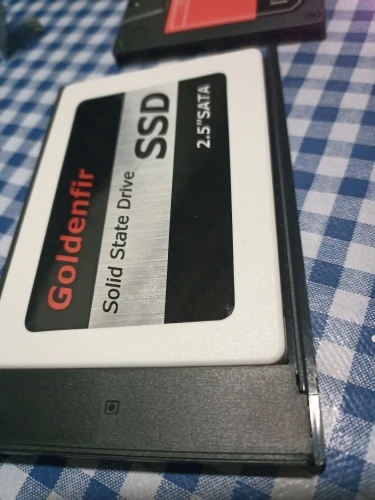 Goldenfir
Solid State Drive
SSD
2.5"SATA